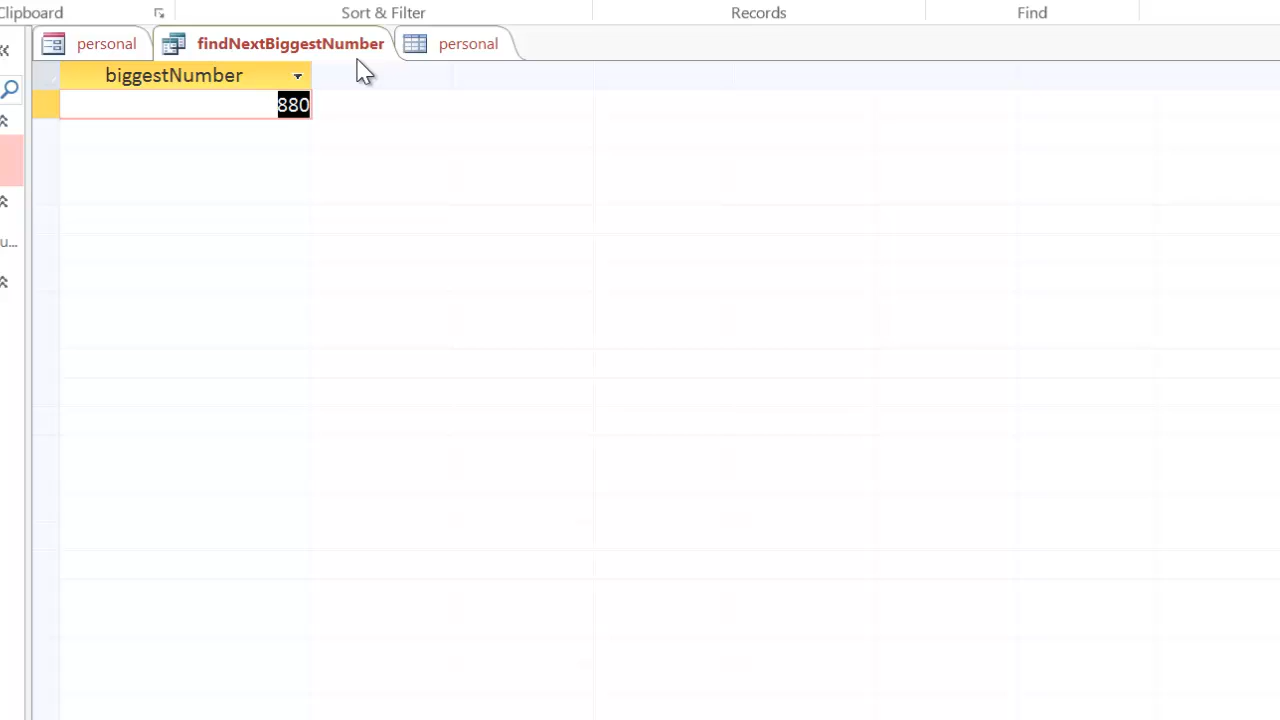 Clipboard Sort & Filter Records Find
personal findNextBiggestNumber personal
biggestNumber
880
u...